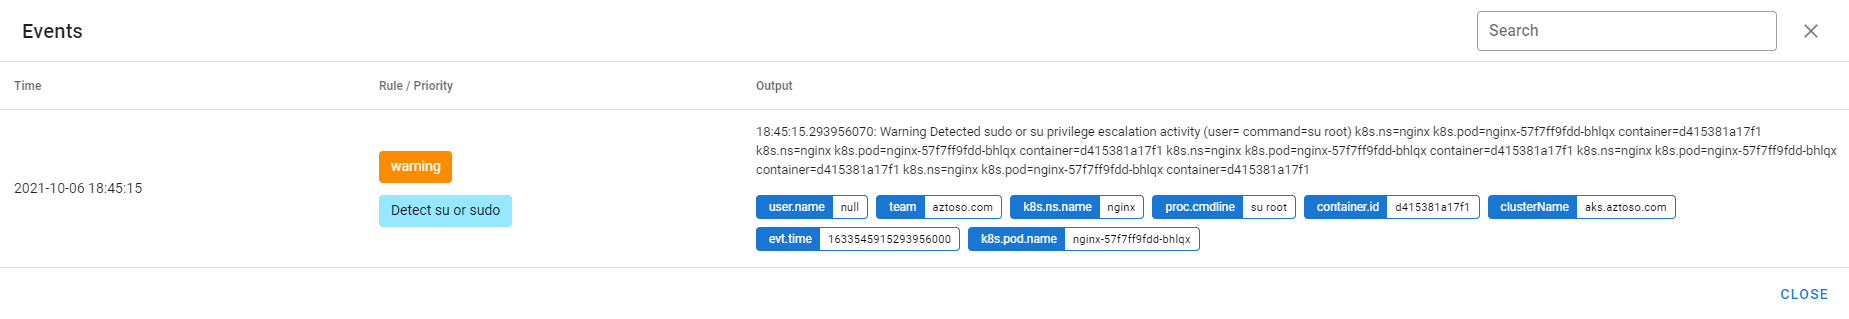 Events
Search
Time Rule / Priority Output
18:45:15.293956070: Warning Detected sudo or su privilege escalation activity (user= command=su root) k8s.ns=nginx k8s.pod=nginx-57f7ff9fdd-bhlqx container=d415381a17f1
k8s.ns=nginx k8s.pod=nginx-57f7ff9fdd-bhlqx container=d415381a17f1 k8s.ns=nginx k8s.pod=nginx-57f7ff9fdd-bhlqx container=d415381a17f1 k8s.ns=nginx k8s.pod=nginx-57f7ff9fdd-bhlqx
container=d415381a17f1 k8s.ns=nginx k8s.pod=nginx-57f7ff9fdd-bhlqx container=d415381a17f1
warning
2021-10-06 18:45:15
Detect su or sudo
user.name null team aztoso.com k8s.ns.name nginx proc.cmdline su root container.id d415381a17f1 clusterName aks.aztoso.com
evt.time 1633545915293956000 k8s.pod.name nginx-57f7ff9fdd-bhlqx
CLOSE